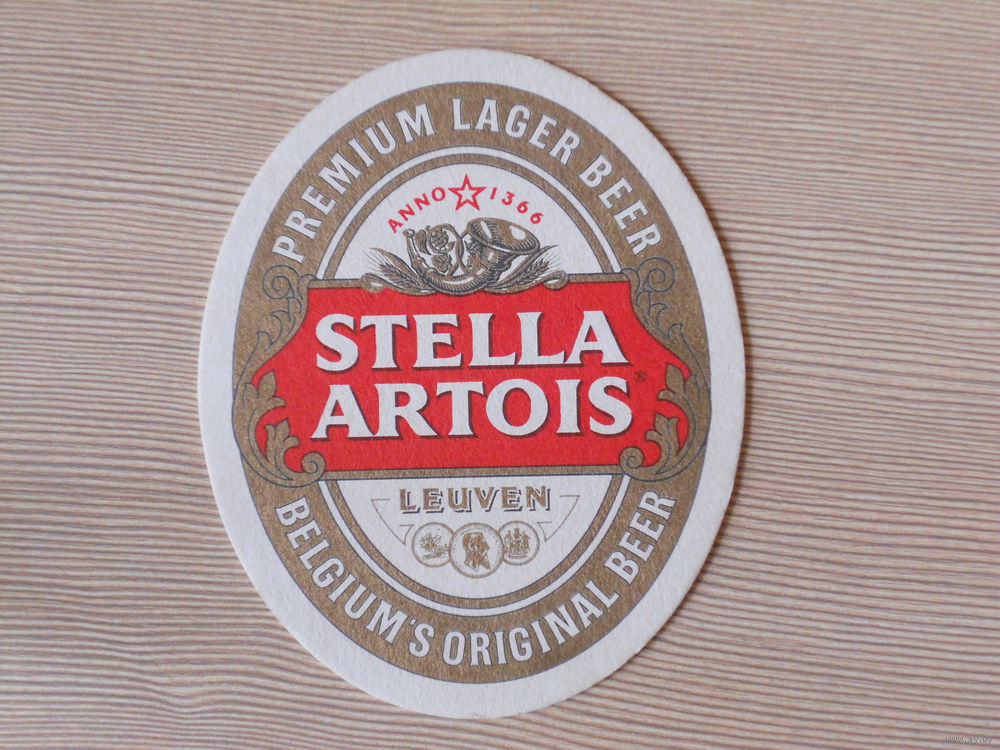 PREMIUM LAGER BEER
ANNO ☆ 1366
STELLA
ARTOIS®
LEUVEN
BELGIUM'S ORIGINAL BEER